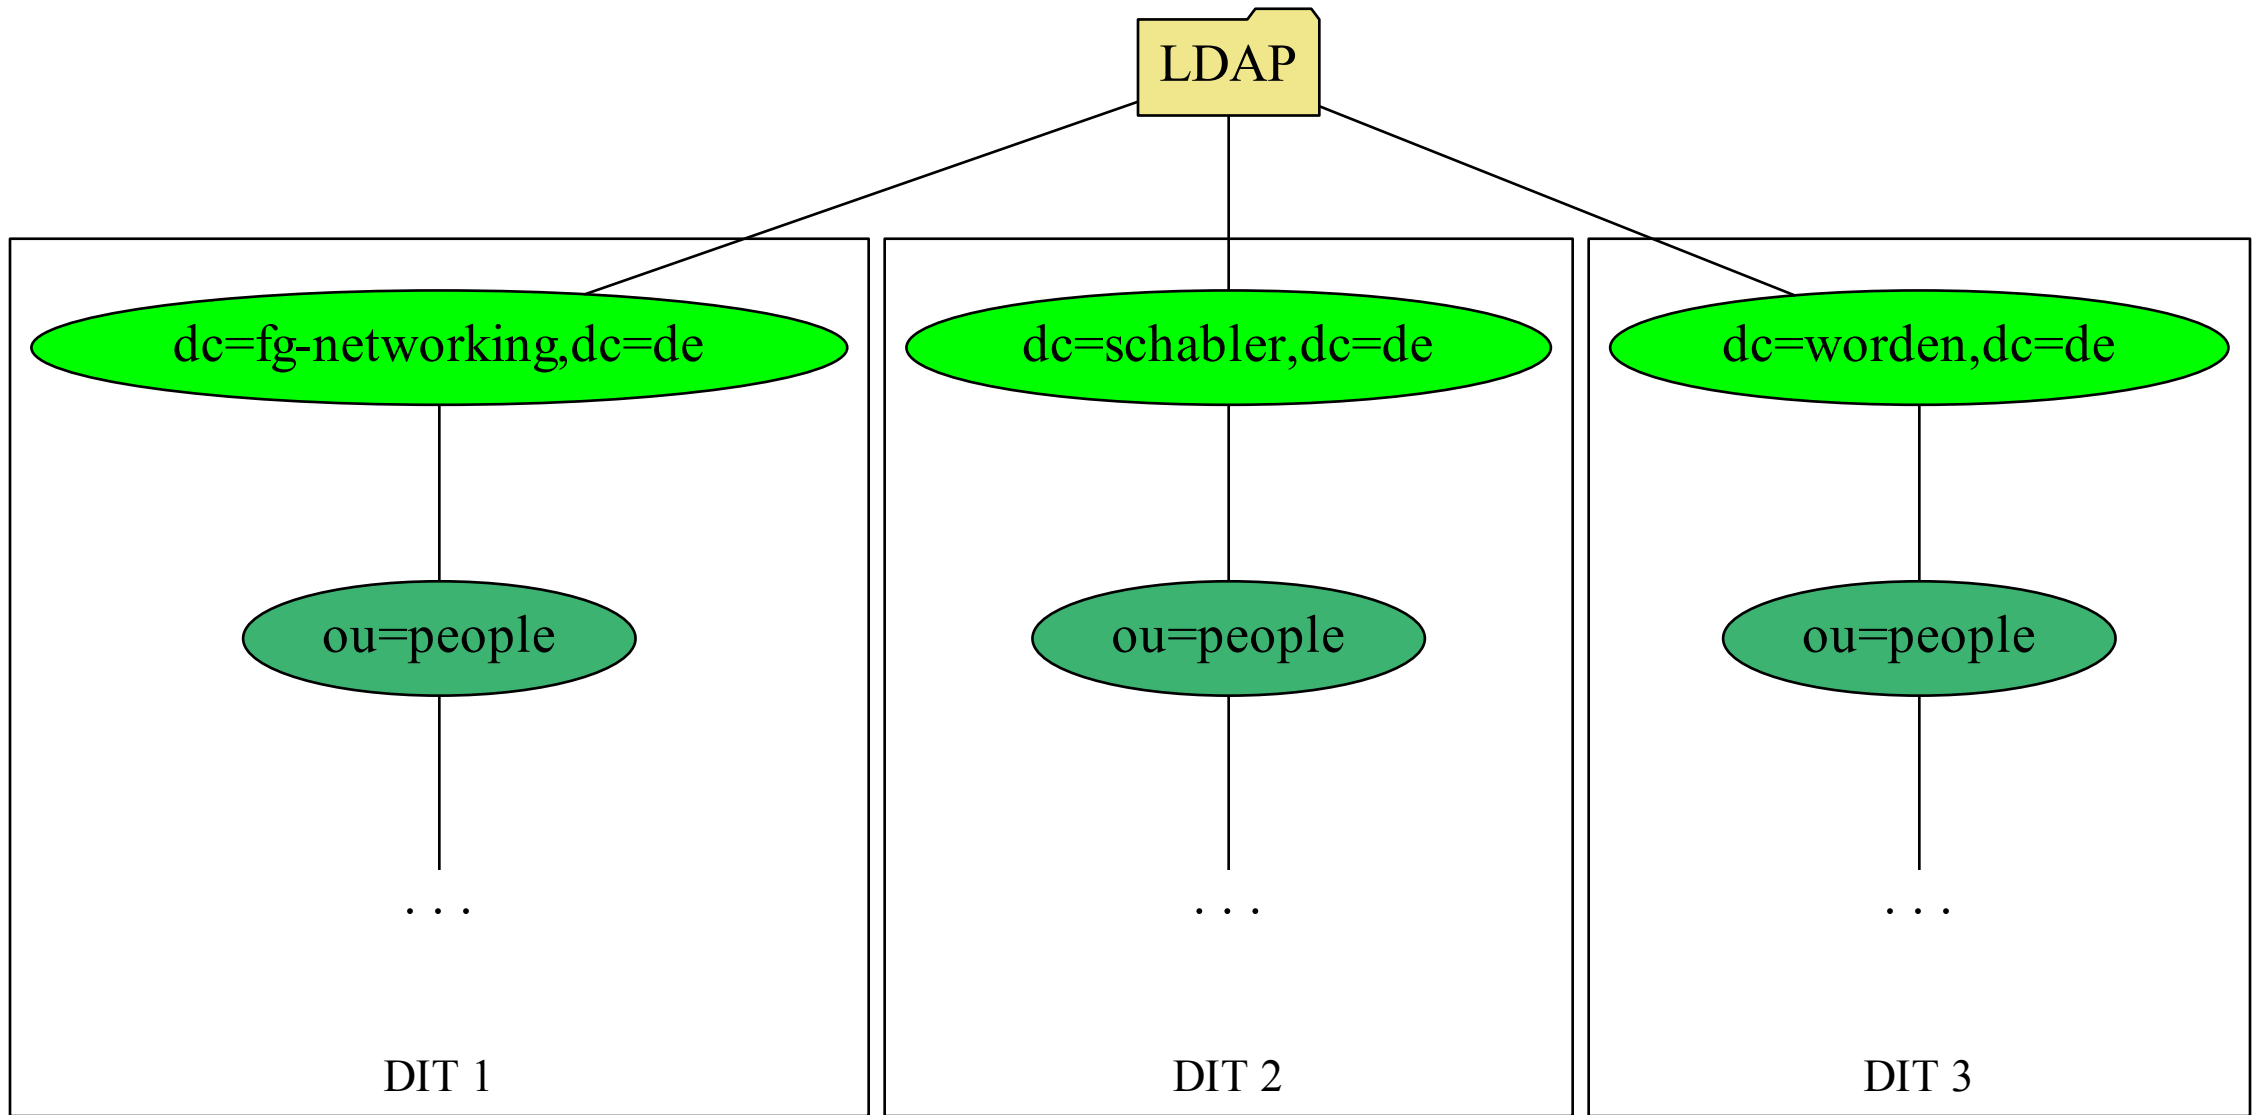 LDAP
dc=fg-networking,dc=de
dc=schabler,dc=de
dc=worden,dc=de
ou=people
ou=people
ou=people
. . .
. . .
. . .
DIT 1
DIT 2
DIT 3